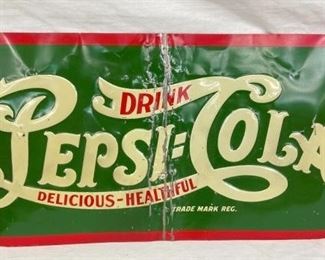 DRINK
PEPSI=COLA
DELICIOUS-HEALTHFUL
TRADE MARK REG.